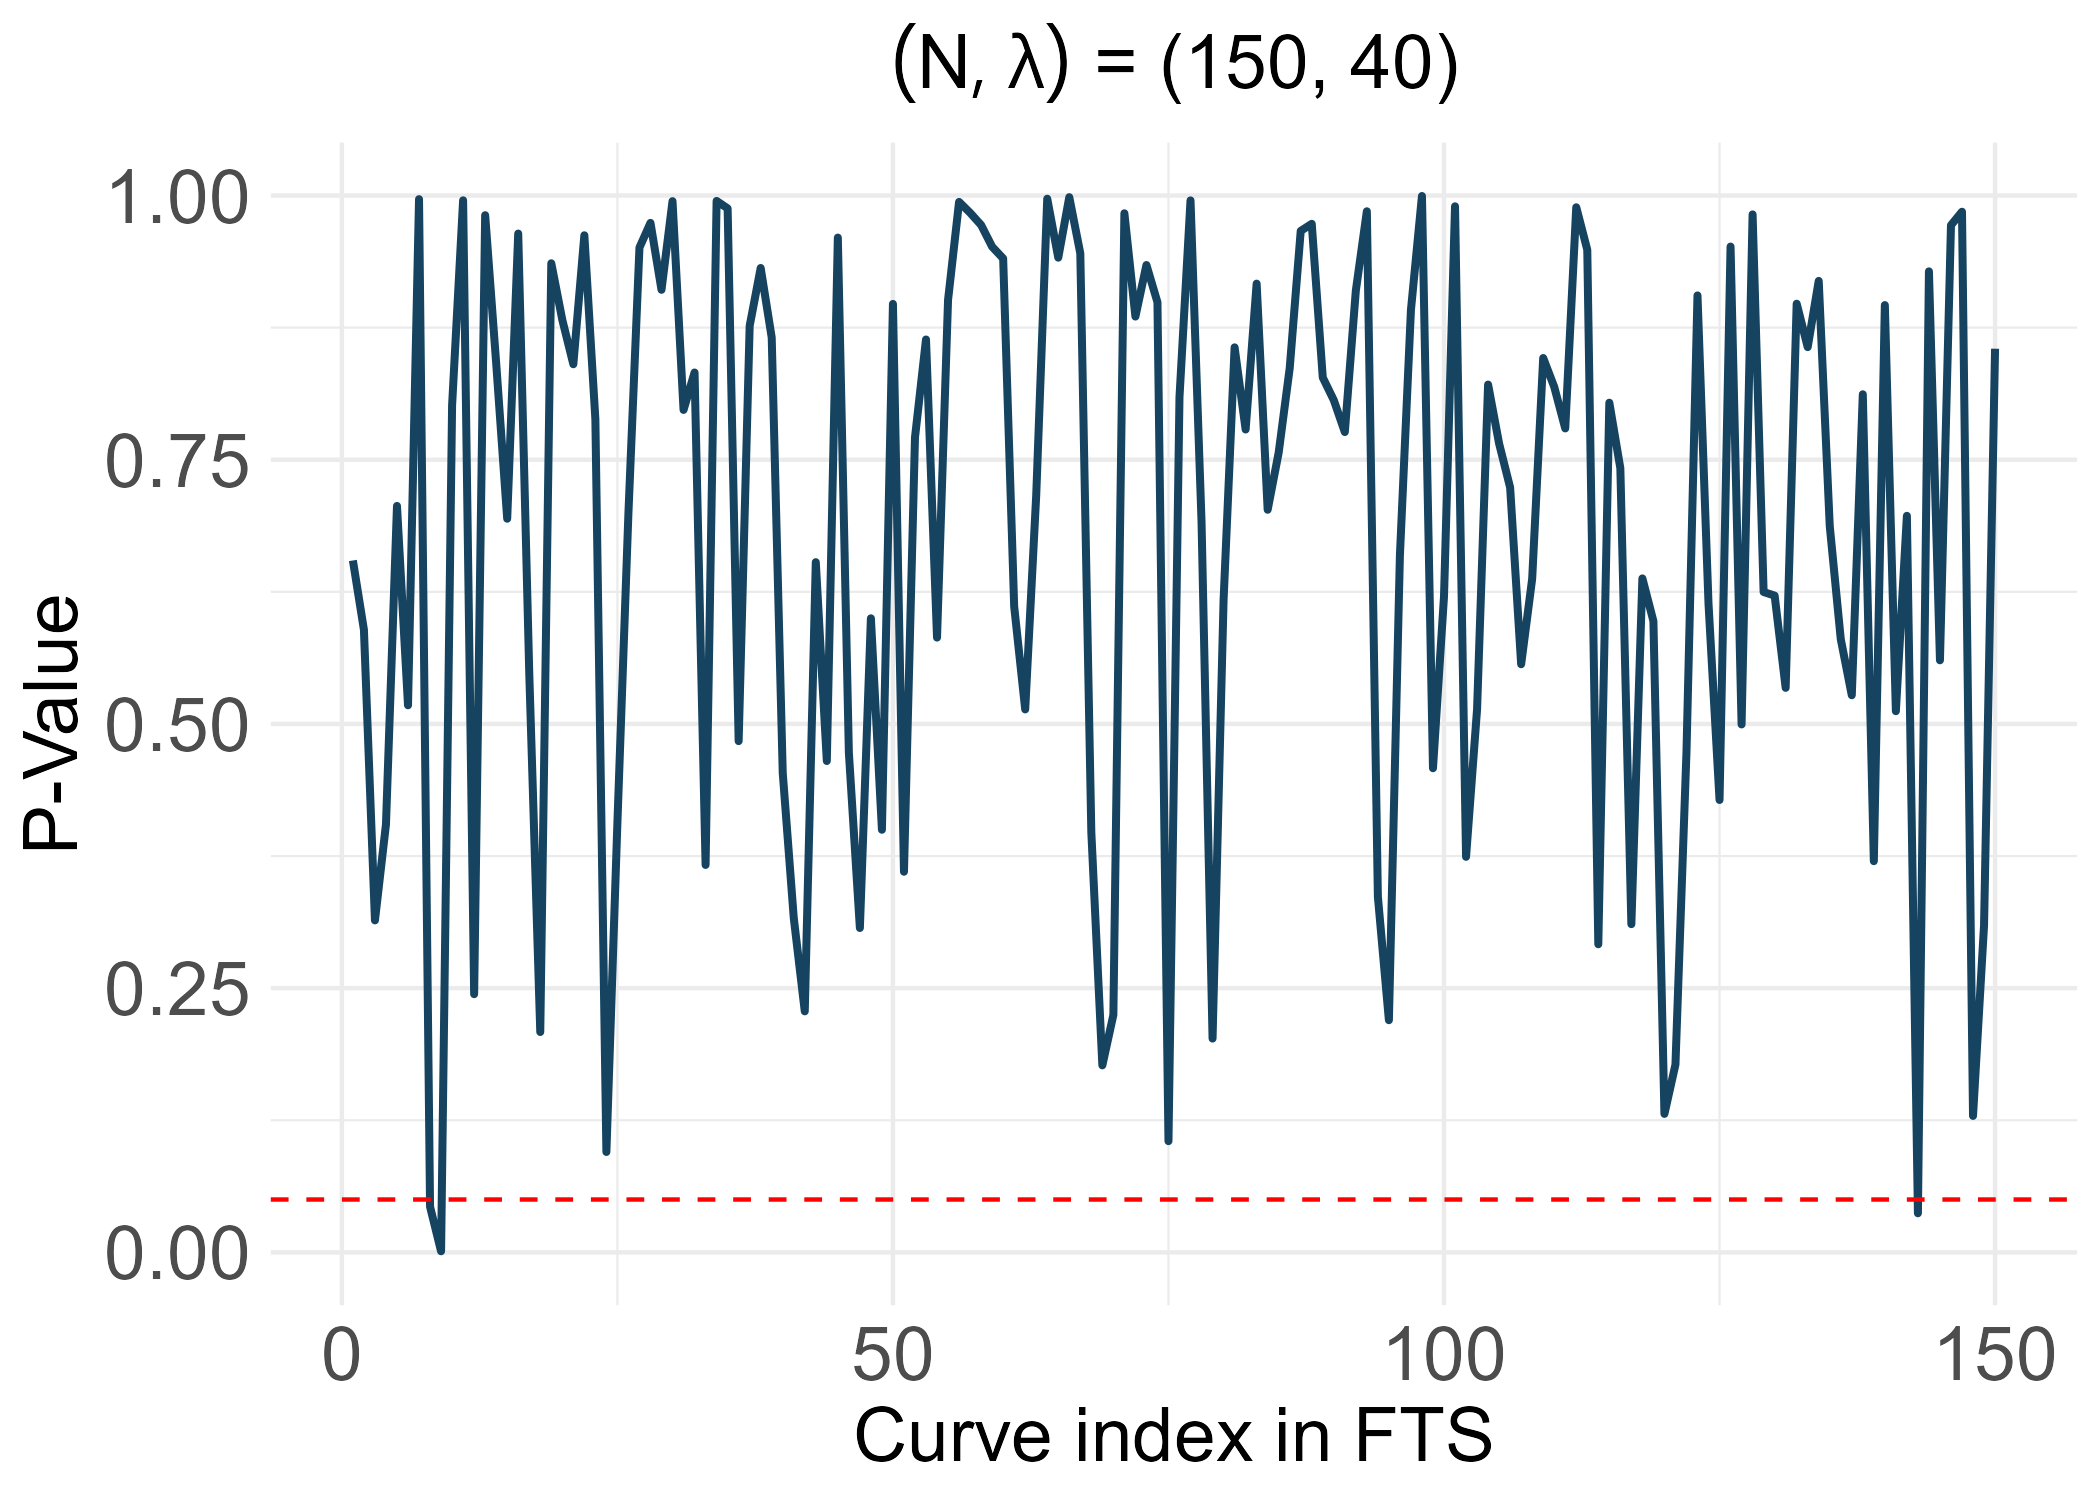 (N, λ) = (150, 40)
1.00
0.75
0.50
0.25
0.00
P-Value
0 50 100 150
Curve index in FTS